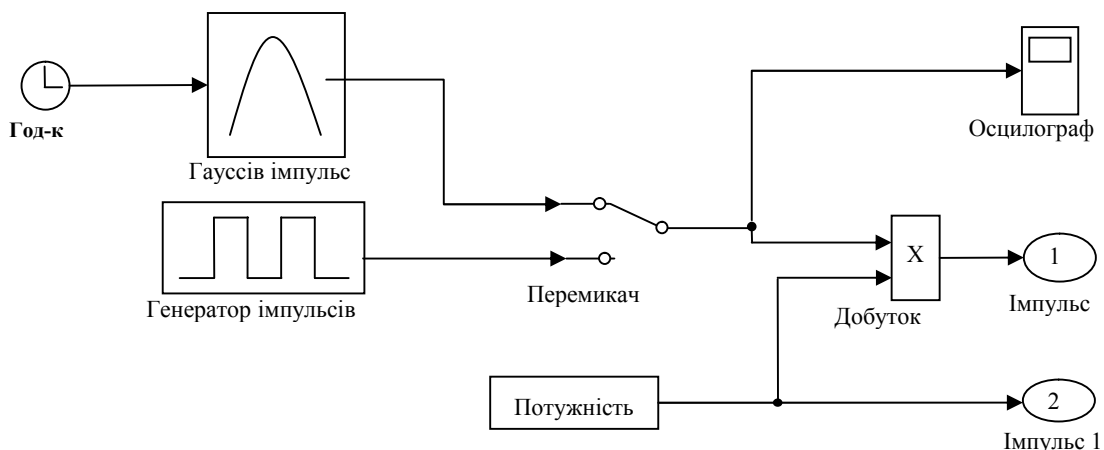 Год-к
Гауссів імпульс
Осцилограф
Генератор імпульсів
Перемикач
X
Добуток
1
Імпульс
Потужність
2
Імпульс 1